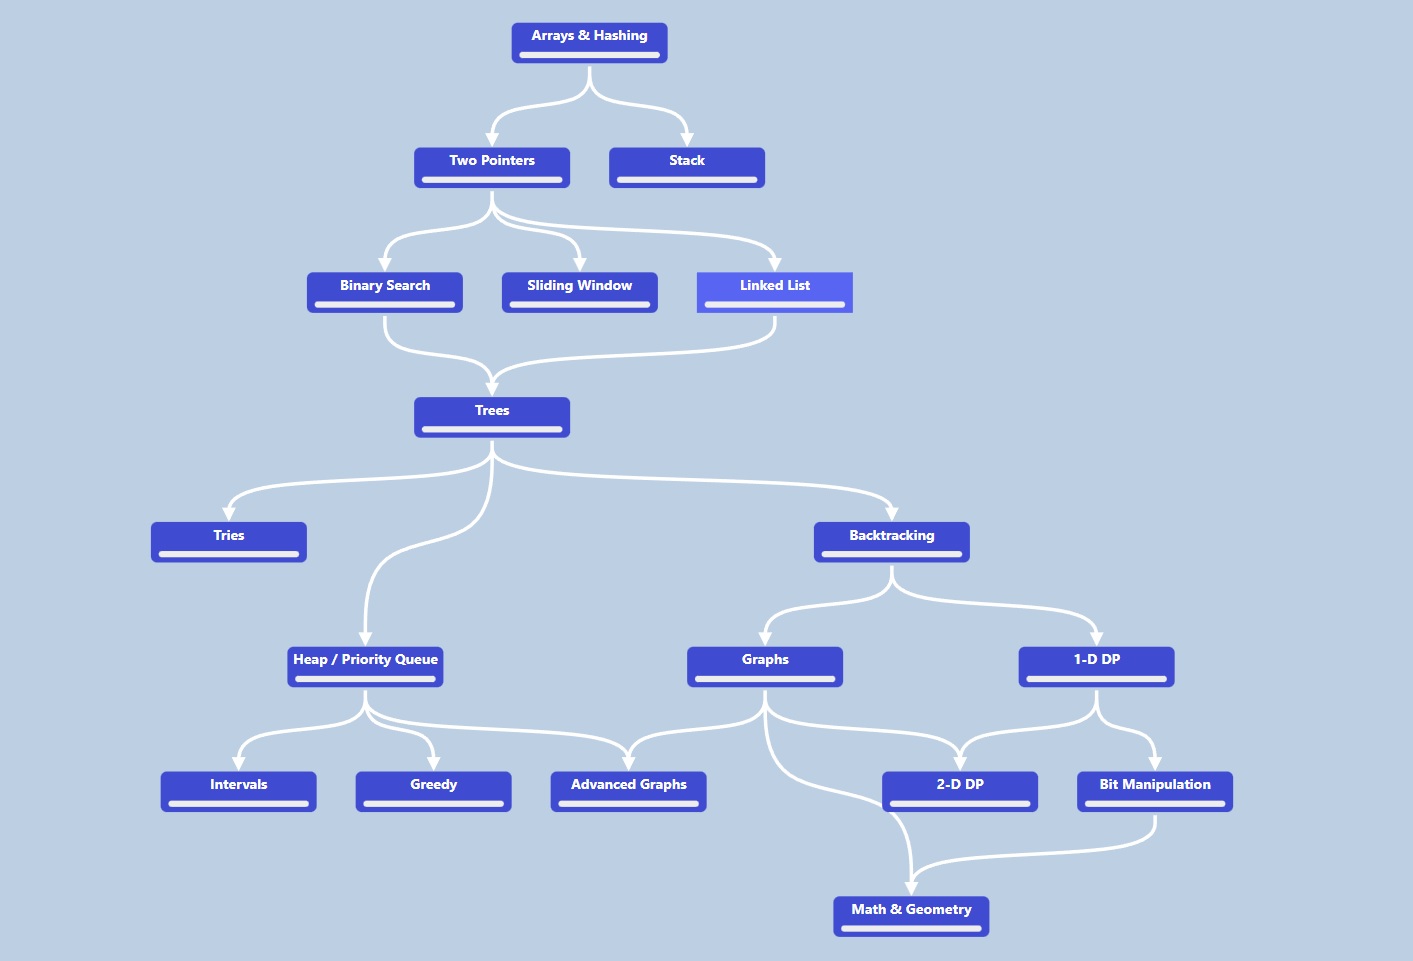 Arrays & Hashing
Two Pointers
Stack
Binary Search
Sliding Window
Linked List
Trees
Tries
Backtracking
Heap / Priority Queue
Graphs
1-D DP
Intervals
Greedy
Advanced Graphs
2-D DP
Bit Manipulation
Math & Geometry